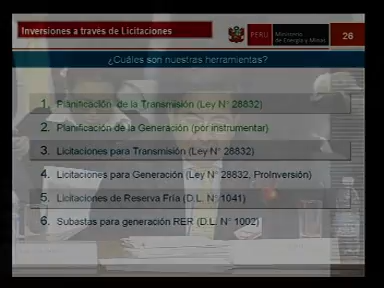 Inversiones a través de Licitaciones
PERÚ Ministerio de Energía y Minas 26
¿Cuáles son nuestras herramientas?
1. Planificación de la Transmisión (Ley N° 28832)
2. Planificación de la Generación (por instrumentar)
3. Licitaciones para Transmisión (Ley N° 28832)
4. Licitaciones para Generación (Ley N° 28832, ProInversión)
5. Licitaciones de Reserva Fría (D.L. N° 1041)
6. Subastas para generación RER (D.L. N° 1002)